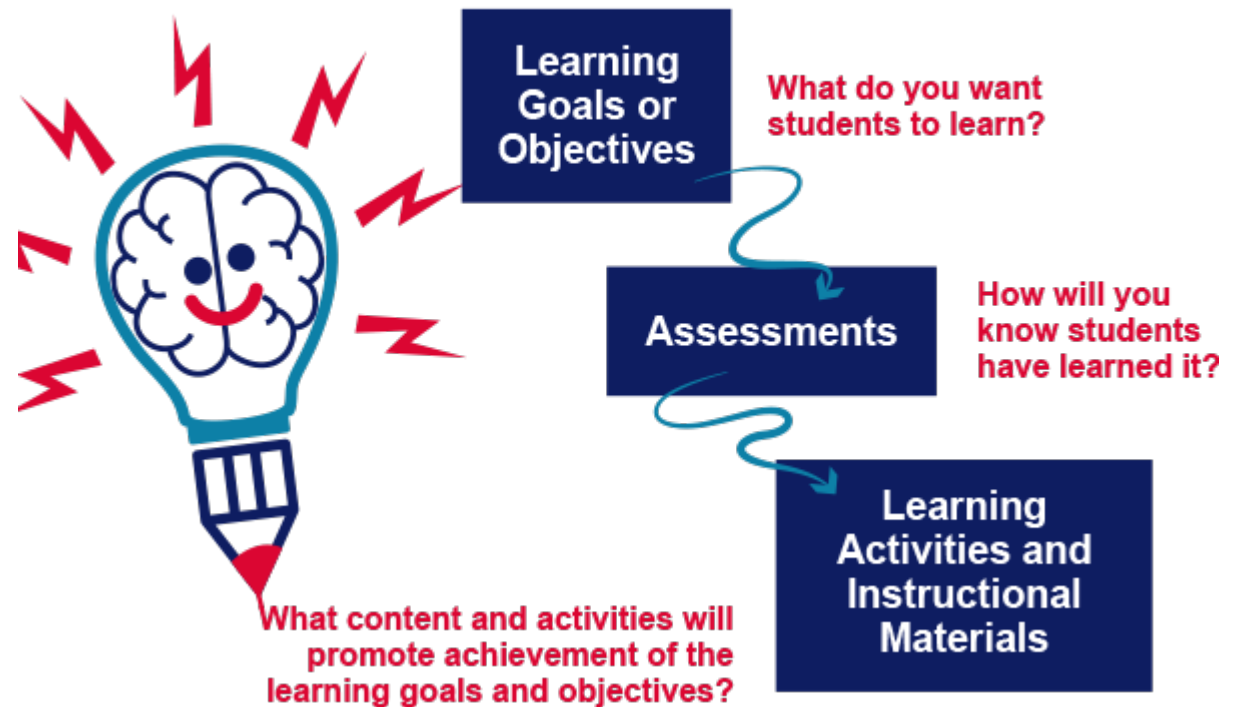 Learning
Goals or
Objectives
What do you want
students to learn?
Assessments
How will you
know students
have learned it?
Learning
Activities and
Instructional
Materials
What content and activities will
promote achievement of the
learning goals and objectives?